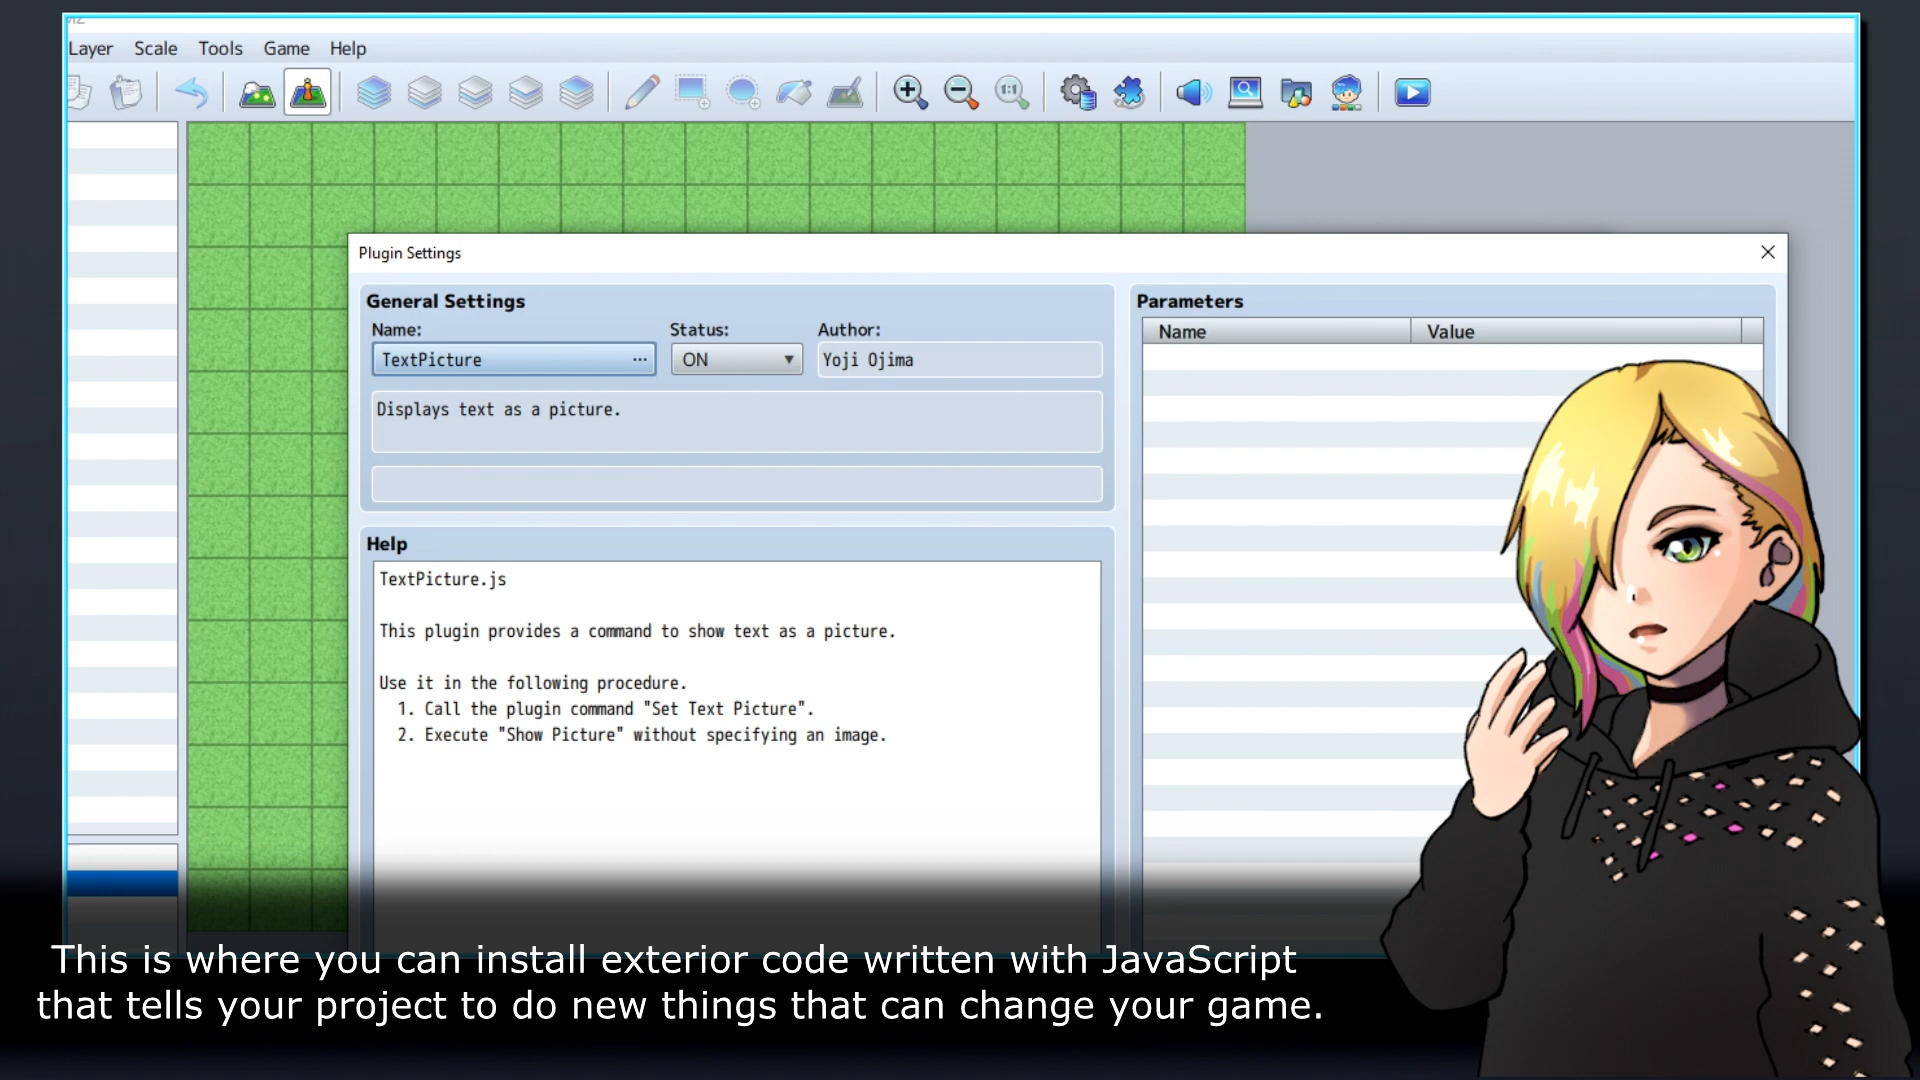 MZ
Layer Scale Tools Game Help
1:1
Plugin Settings
General Settings
Name: Status: Author:
TextPicture ... ON Yoji Ojima
Displays text as a picture.
Parameters
Name Value
Help
TextPicture.js
This plugin provides a command to show text as a picture.
Use it in the following procedure.
1. Call the plugin command "Set Text Picture".
2. Execute "Show Picture" without specifying an image.
This is where you can install exterior code written with JavaScript
that tells your project to do new things that can change your game.